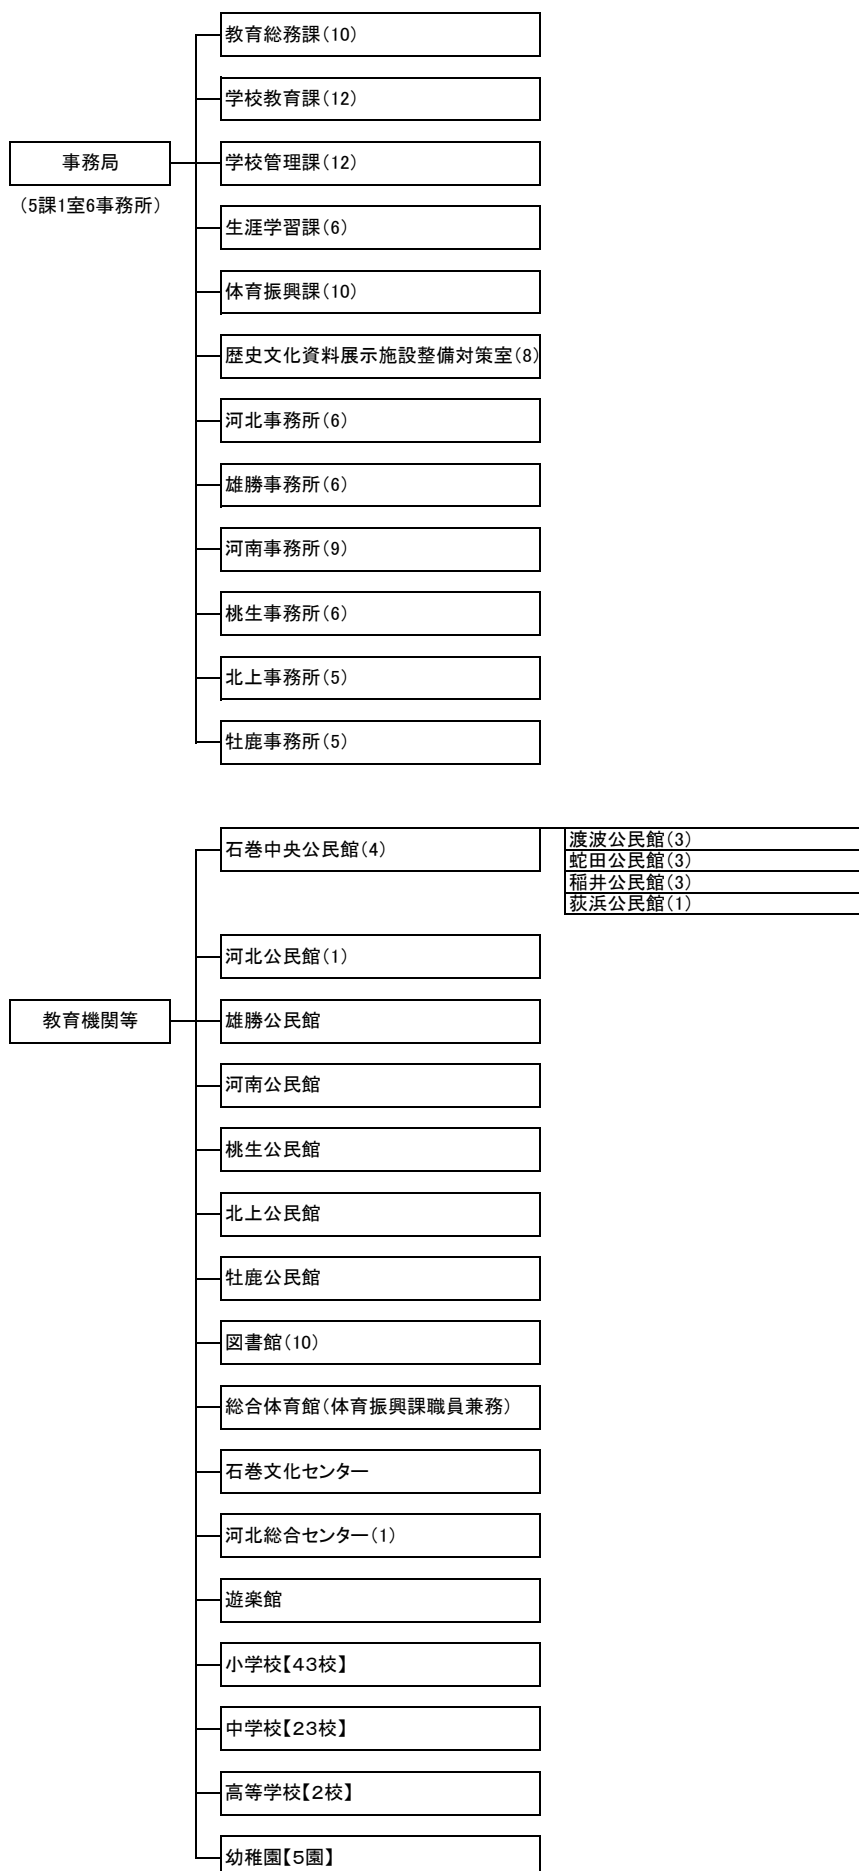 教育総務課(10)
学校教育課(12)
事務局
学校管理課(12)
(5課1室6事務所)
生涯学習課(6)
体育振興課(10)
歴史文化資料展示施設整備対策室(8)
河北事務所(6)
雄勝事務所(6)
河南事務所(9)
桃生事務所(6)
北上事務所(5)
牡鹿事務所(5)
石巻中央公民館(4)
渡波公民館(3)
蛇田公民館(3)
稲井公民館(3)
荻浜公民館(1)
河北公民館(1)
教育機関等
雄勝公民館
河南公民館
桃生公民館
北上公民館
牡鹿公民館
図書館(10)
総合体育館(体育振興課職員兼務)
石巻文化センター
河北総合センター(1)
遊楽館
小学校【43校】
中学校【23校】
高等学校【2校】
幼稚園【5園】